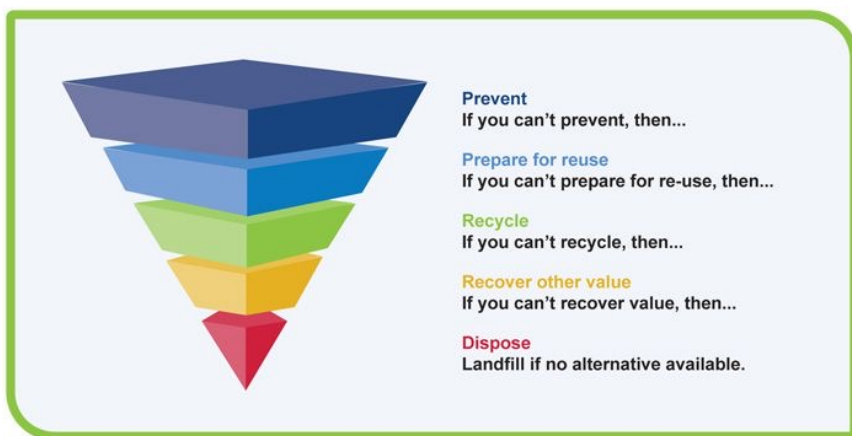 Prevent
If you can’t prevent, then...
Prepare for reuse
If you can’t prepare for re-use, then...
Recycle
If you can’t recycle, then...
Recover other value
If you can’t recover value, then...
Dispose
Landfill if no alternative available.